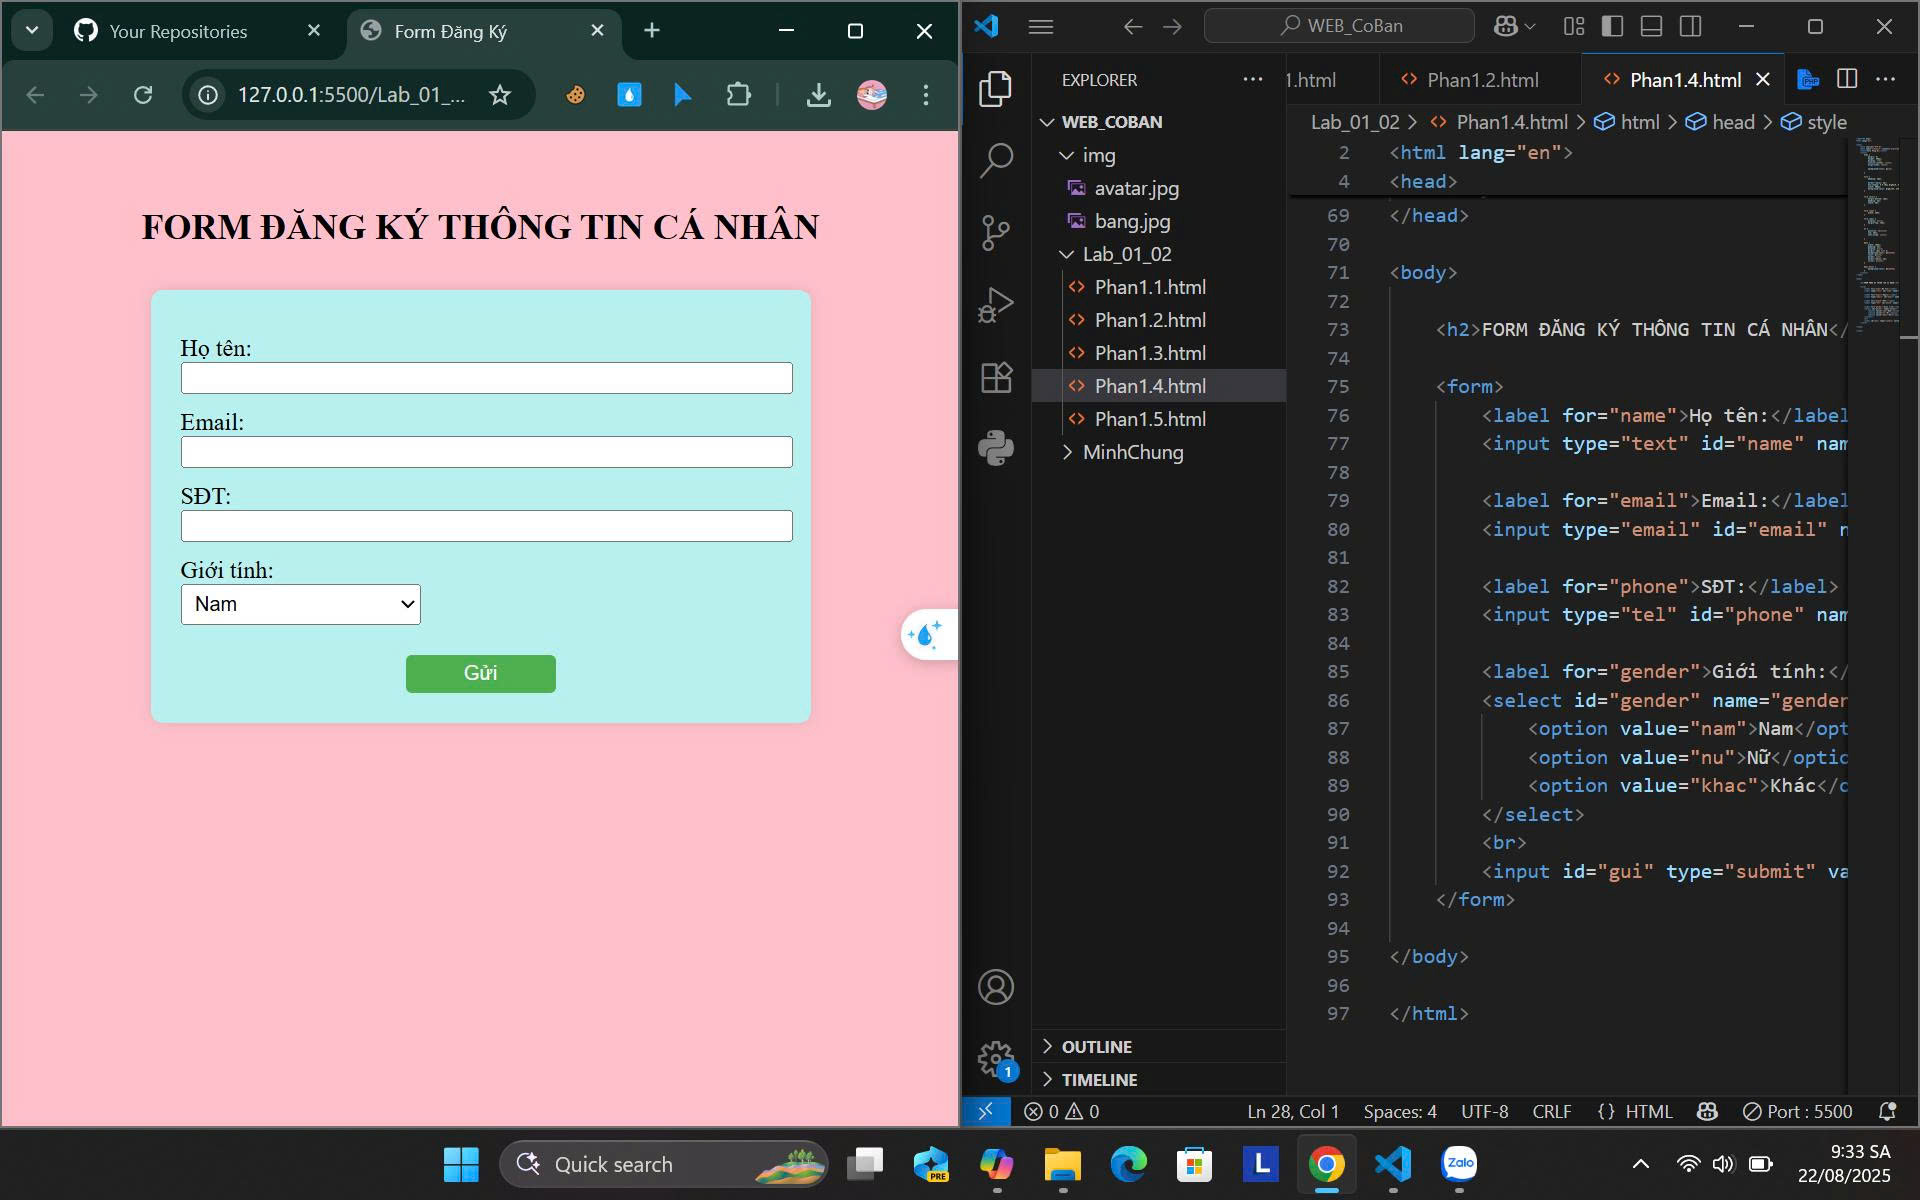 Your Repositories
Form Đăng Ký
127.0.0.1:5500/Lab_01_...
FORM ĐĂNG KÝ THÔNG TIN CÁ NHÂN
Họ tên:
Email:
SĐT:
Giới tính:
Nam
Gửi
WEB_CoBan
EXPLORER
WEB_COBAN
img
avatar.jpg
bang.jpg
Lab_01_02
Phan1.1.html
Phan1.2.html
Phan1.3.html
Phan1.4.html
Phan1.5.html
MinhChung
OUTLINE
TIMELINE
1
1.html
Phan1.2.html
Phan1.4.html
Lab_01_02 > Phan1.4.html > html > head > style
2 <html lang="en">
4 <head>
69 </head>
70
71 <body>
72
73 <h2>FORM ĐĂNG KÝ THÔNG TIN CÁ NHÂN</
74
75 <form>
76 <label for="name">Họ tên:</label
77 <input type="text" id="name" nam
78
79 <label for="email">Email:</label
80 <input type="email" id="email" n
81
82 <label for="phone">SĐT:</label>
83 <input type="tel" id="phone" nam
84
85 <label for="gender">Giới tính:</
86 <select id="gender" name="gender
87 <option value="nam">Nam</opt
88 <option value="nu">Nữ</optio
89 <option value="khac">Khác</o
90 </select>
91 <br>
92 <input id="gui" type="submit" va
93 </form>
94
95 </body>
96
97 </html>
0 0 Ln 28, Col 1 Spaces: 4 UTF-8 CRLF {} HTML Port : 5500
Quick search
PRE
L
Zalo
9:33 SA
22/08/2025